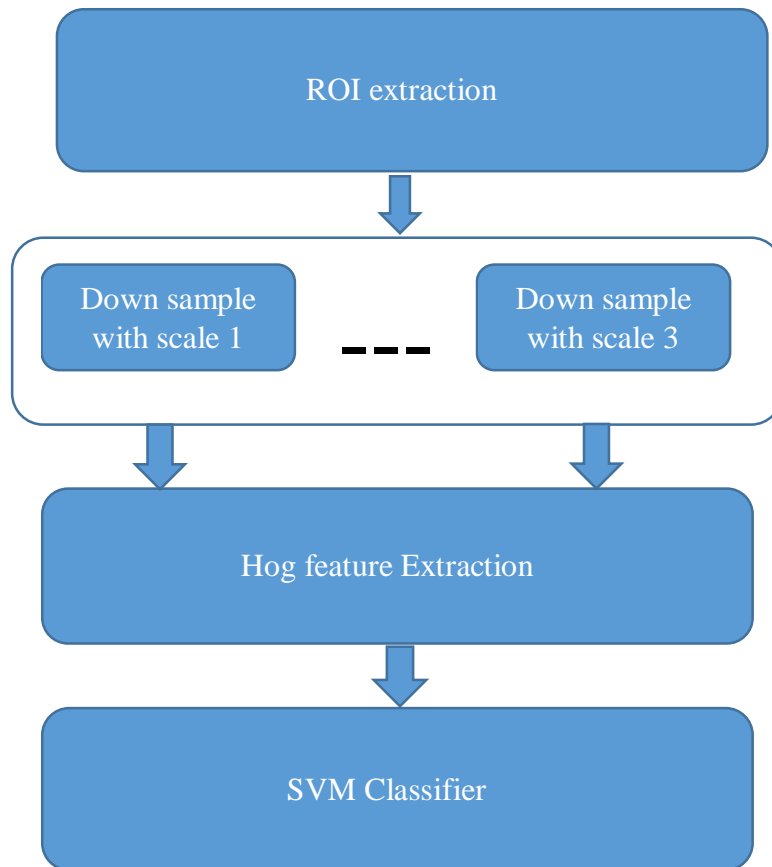 ROI extraction
Down sample
with scale 1
Down sample
with scale 3
Hog feature Extraction
SVM Classifier